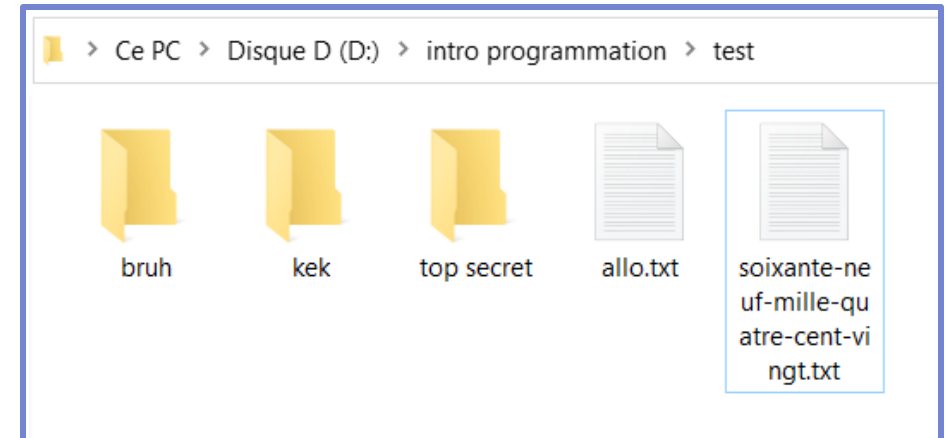 > Ce PC > Disque D (D:) > intro programmation > test
bruh kek top secret allo.txt soixante-ne
uf-mille-qu
atre-cent-vi
ngt.txt